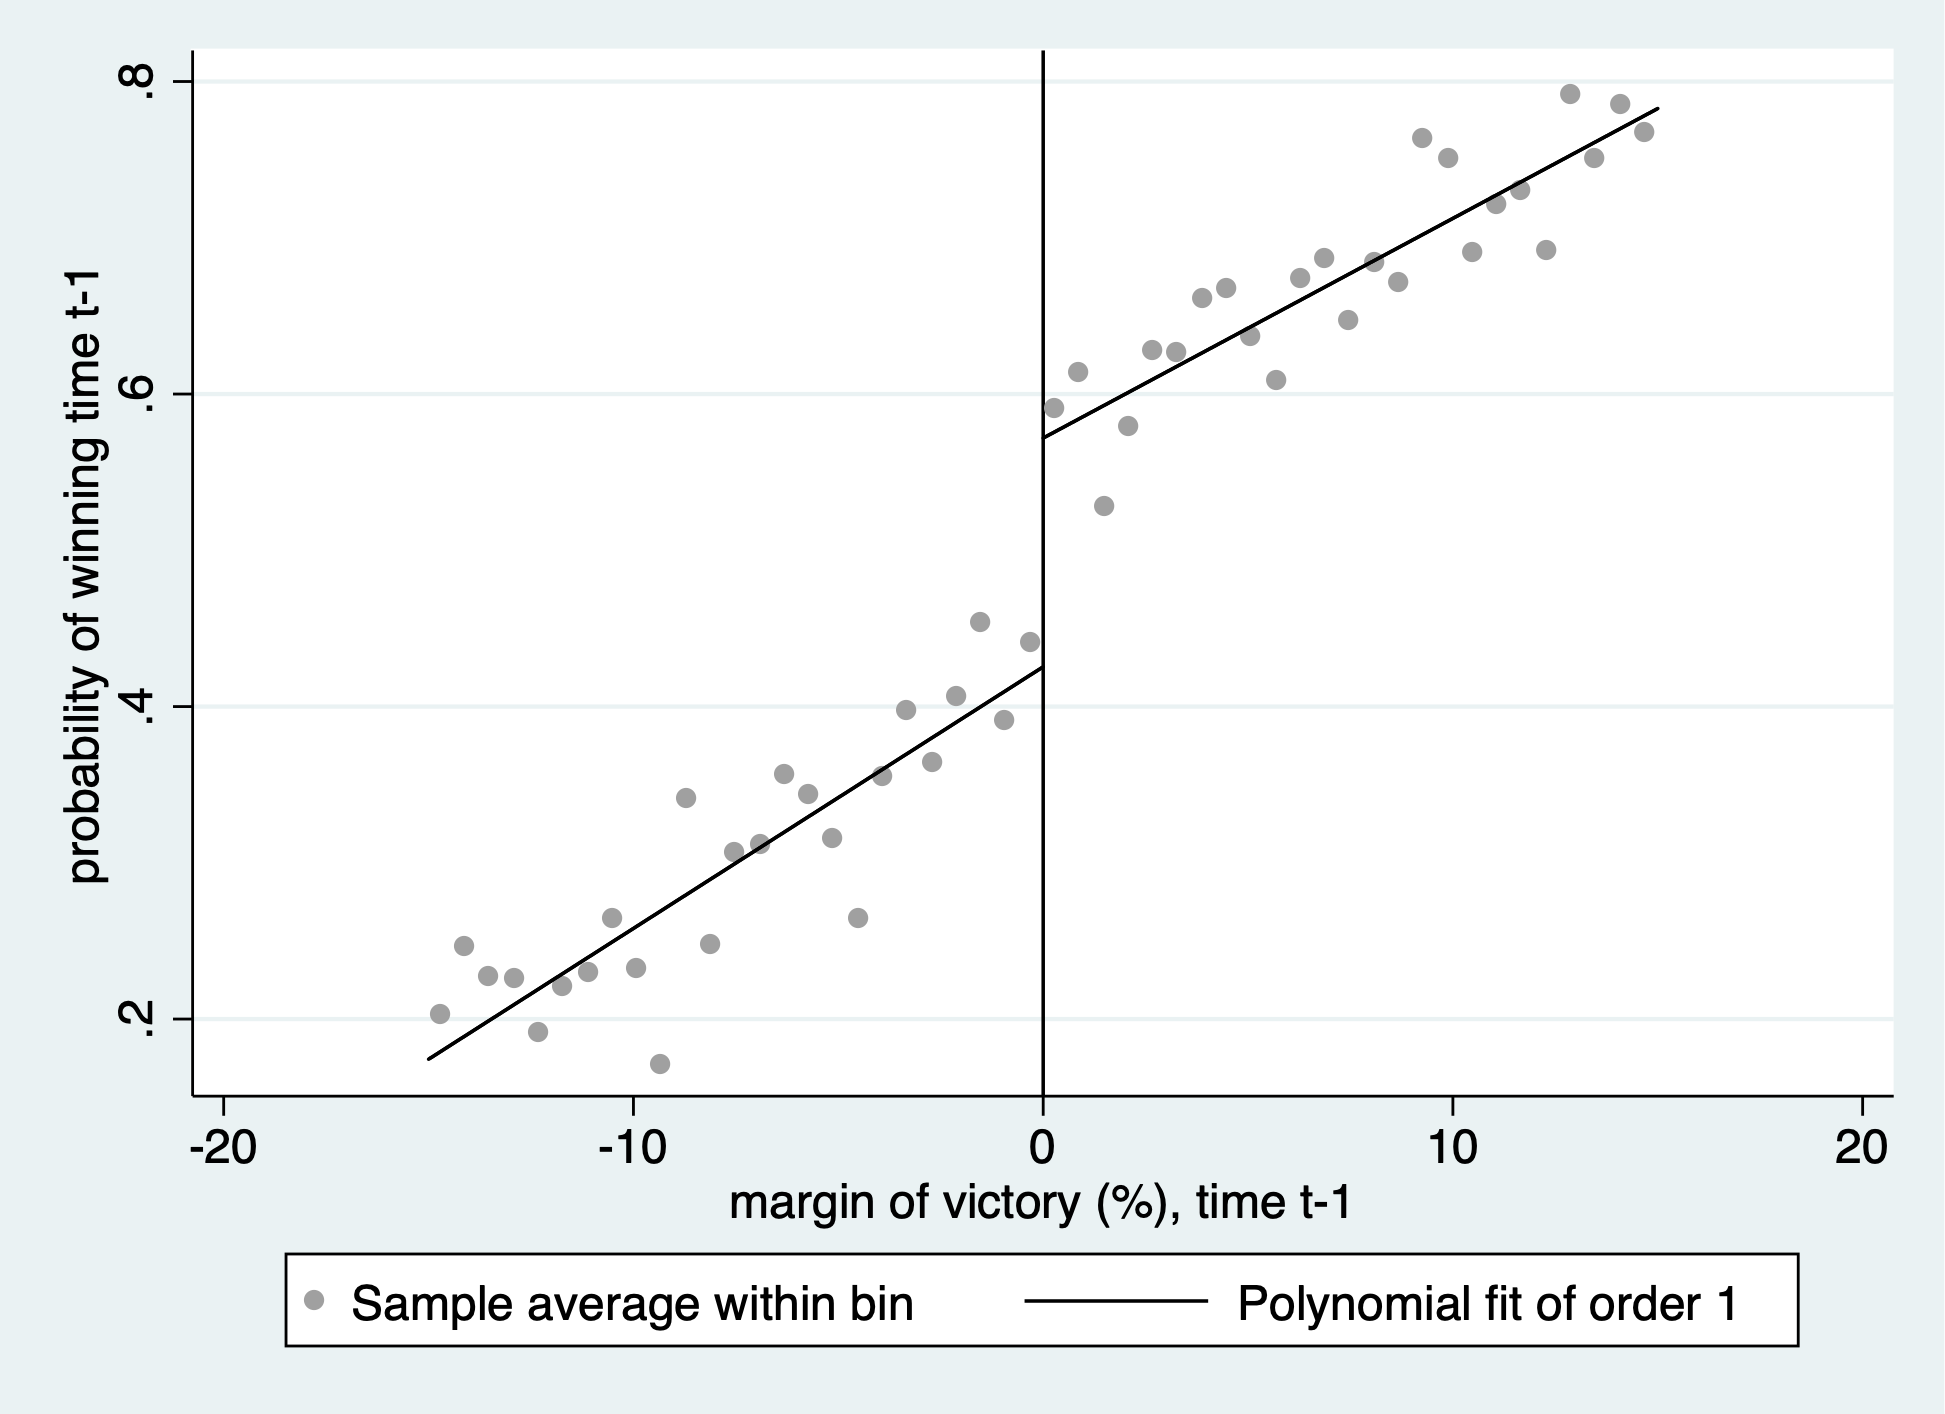 probability of winning time t-1
.8
.6
.4
.2
-20 -10 0 10 20
margin of victory (%), time t-1
Sample average within bin Polynomial fit of order 1